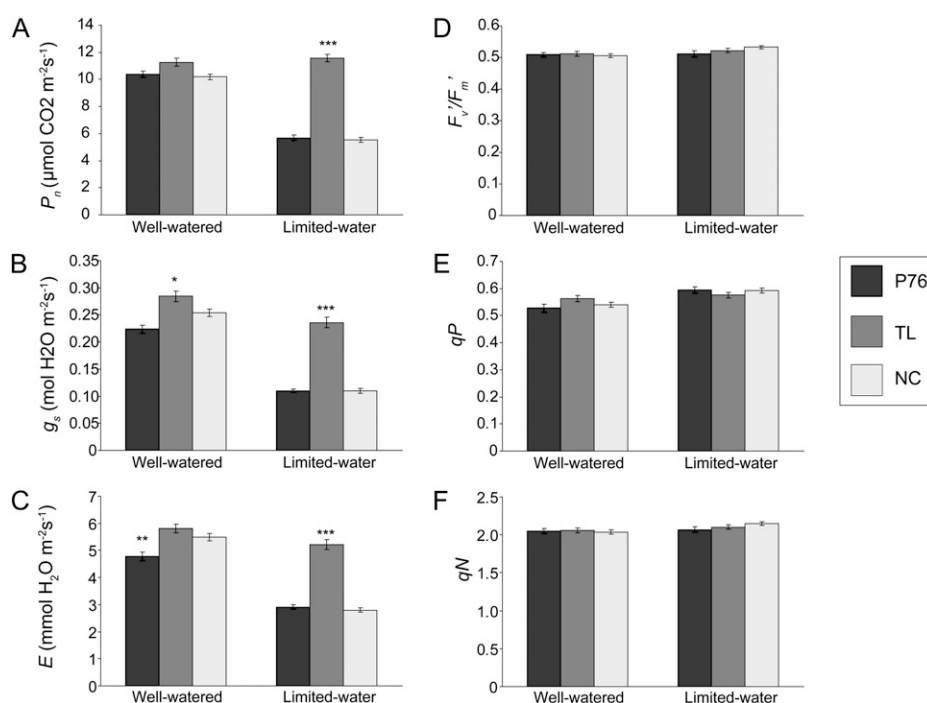 A
P_n (µmol CO2 m⁻²s⁻¹)
14
12
10
8
6
4
2
0
***
Well-watered
Limited-water
B
g_s (mol H2O m⁻²s⁻¹)
0.35
0.30
0.25
0.20
0.15
0.10
0.05
0
*
***
Well-watered
Limited-water
C
E (mmol H₂O m⁻²s⁻¹)
7
6
5
4
3
2
1
0
**
***
Well-watered
Limited-water
D
F_v'/F_m'
0.6
0.5
0.4
0.3
0.2
0.1
0
Well-watered
Limited-water
E
qP
0.7
0.6
0.5
0.4
0.3
0.2
0.1
0
Well-watered
Limited-water
F
qN
2.5
2.0
1.5
1.0
0.5
0
Well-watered
Limited-water
P76
TL
NC